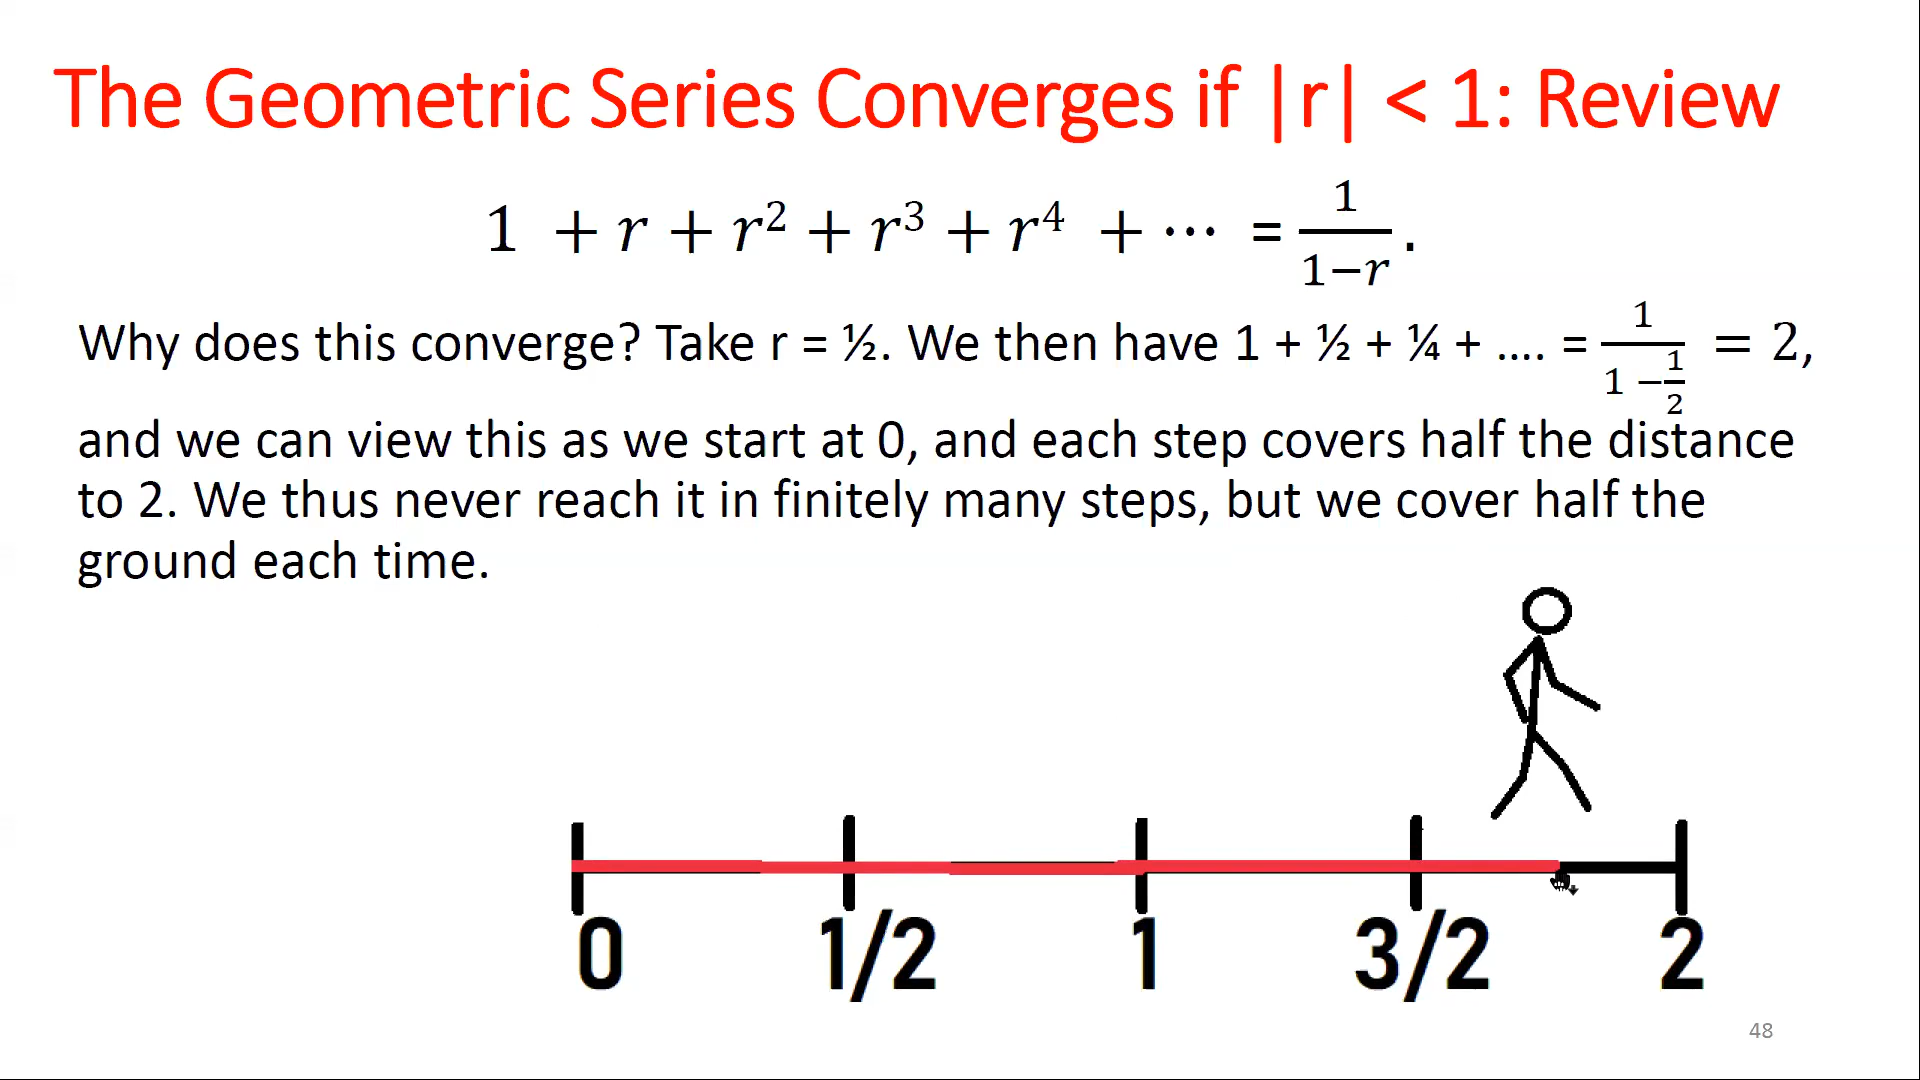 The Geometric Series Converges if |r| < 1: Review
1 + r + r² + r³ + r⁴ + ⋯ = 1/(1−r).
Why does this converge? Take r = ½. We then have 1 + ½ + ¼ + …. = 1/(1 − 1/2) = 2,
and we can view this as we start at 0, and each step covers half the distance
to 2. We thus never reach it in finitely many steps, but we cover half the
ground each time.
0 1/2 1 3/2 2
48